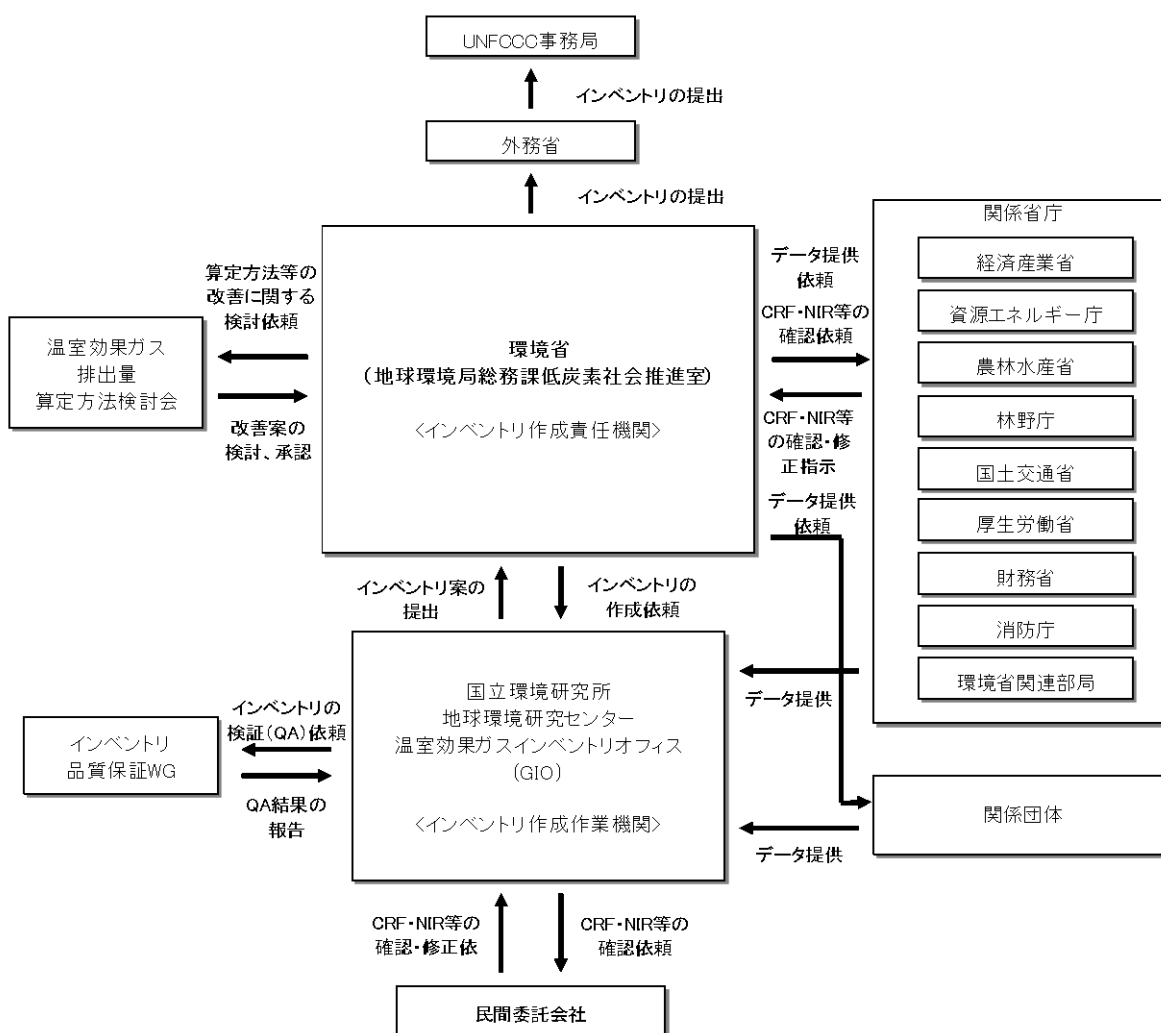 UNFCCC事務局
インベントリの提出
外務省
インベントリの提出
関係省庁
経済産業省
資源エネルギー庁
農林水産省
林野庁
国土交通省
厚生労働省
財務省
消防庁
環境省関連部局
算定方法等の
改善に関する
検討依頼
温室効果ガス
排出量
算定方法検討会
改善案の
検討、承認
環境省
(地球環境局総務課低炭素社会推進室)
<インベントリ作成責任機関>
データ提供
依頼
CRF・NIR等の
確認依頼
CRF・NIR等
の確認・修
正指示
データ提供
依頼
インベントリ案の
提出
インベントリの
作成依頼
国立環境研究所
地球環境研究センター
温室効果ガスインベントリオフィス
(GIO)
<インベントリ作成作業機関>
インベントリの
検証(QA)依頼
インベントリ
品質保証WG
QA結果の
報告
データ提供
関係団体
データ提供
CRF・NIR等の
確認・修正依
CRF・NIR等の
確認依頼
民間委託会社